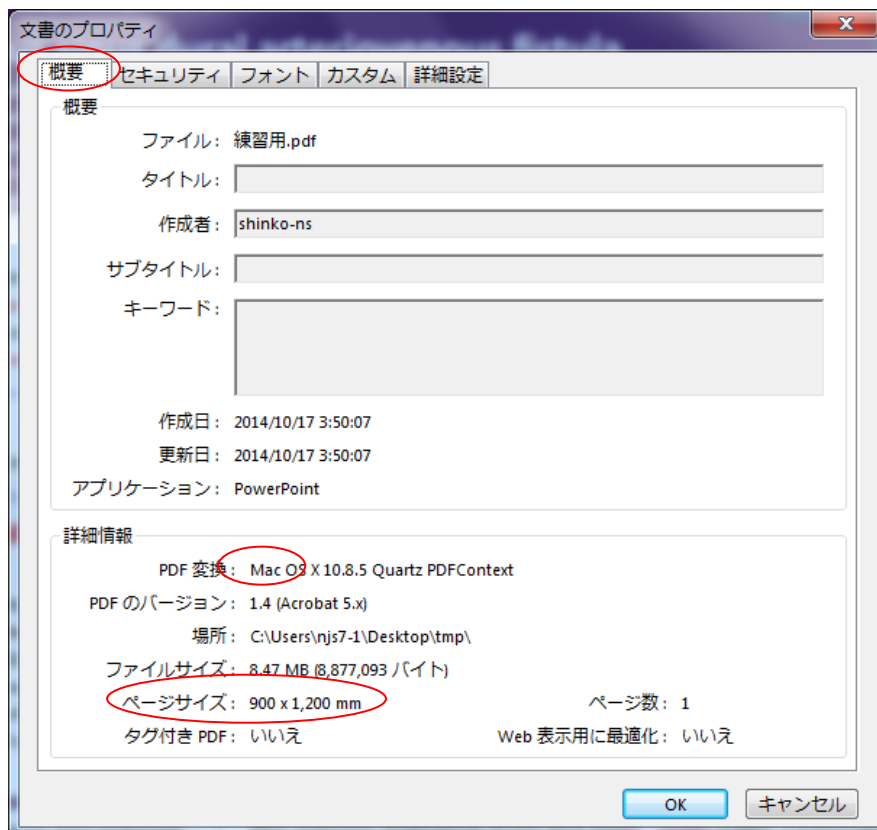 文書のプロパティ
dural arteriovenous fistula
概要 セキュリティ フォント カスタム 詳細設定
概要
ファイル: 練習用.pdf
タイトル:
作成者: shinko-ns
サブタイトル:
キーワード:
作成日: 2014/10/17 3:50:07
更新日: 2014/10/17 3:50:07
アプリケーション: PowerPoint
詳細情報
PDF 変換: Mac OS X 10.8.5 Quartz PDFContext
PDF のバージョン: 1.4 (Acrobat 5.x)
場所: C:\Users\njs7-1\Desktop\tmp\
ファイルサイズ: 8.47 MB (8,877,093 バイト)
ページサイズ: 900 x 1,200 mm ページ数: 1
タグ付き PDF: いいえ Web 表示用に最適化: いいえ
OK キャンセル